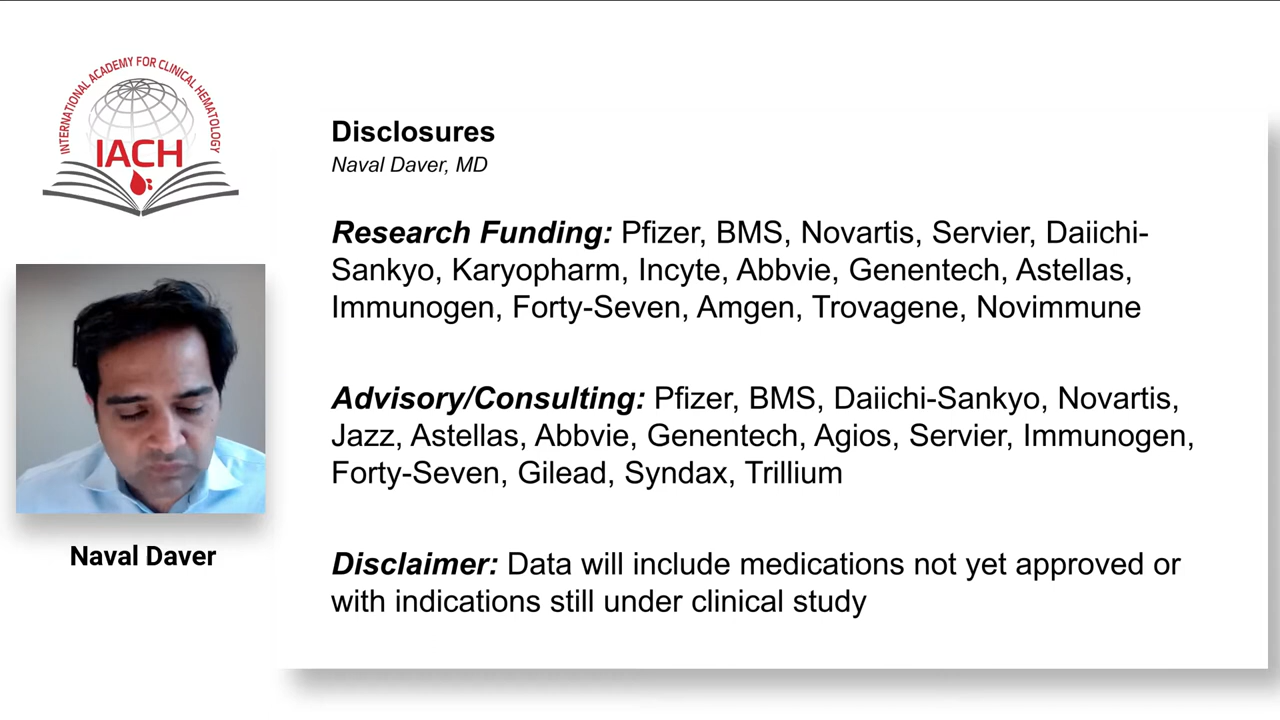 INTERNATIONAL ACADEMY FOR CLINICAL HEMATOLOGY
IACH
Naval Daver
Disclosures
Naval Daver, MD
Research Funding: Pfizer, BMS, Novartis, Servier, Daiichi-
Sankyo, Karyopharm, Incyte, Abbvie, Genentech, Astellas,
Immunogen, Forty-Seven, Amgen, Trovagene, Novimmune
Advisory/Consulting: Pfizer, BMS, Daiichi-Sankyo, Novartis,
Jazz, Astellas, Abbvie, Genentech, Agios, Servier, Immunogen,
Forty-Seven, Gilead, Syndax, Trillium
Disclaimer: Data will include medications not yet approved or
with indications still under clinical study